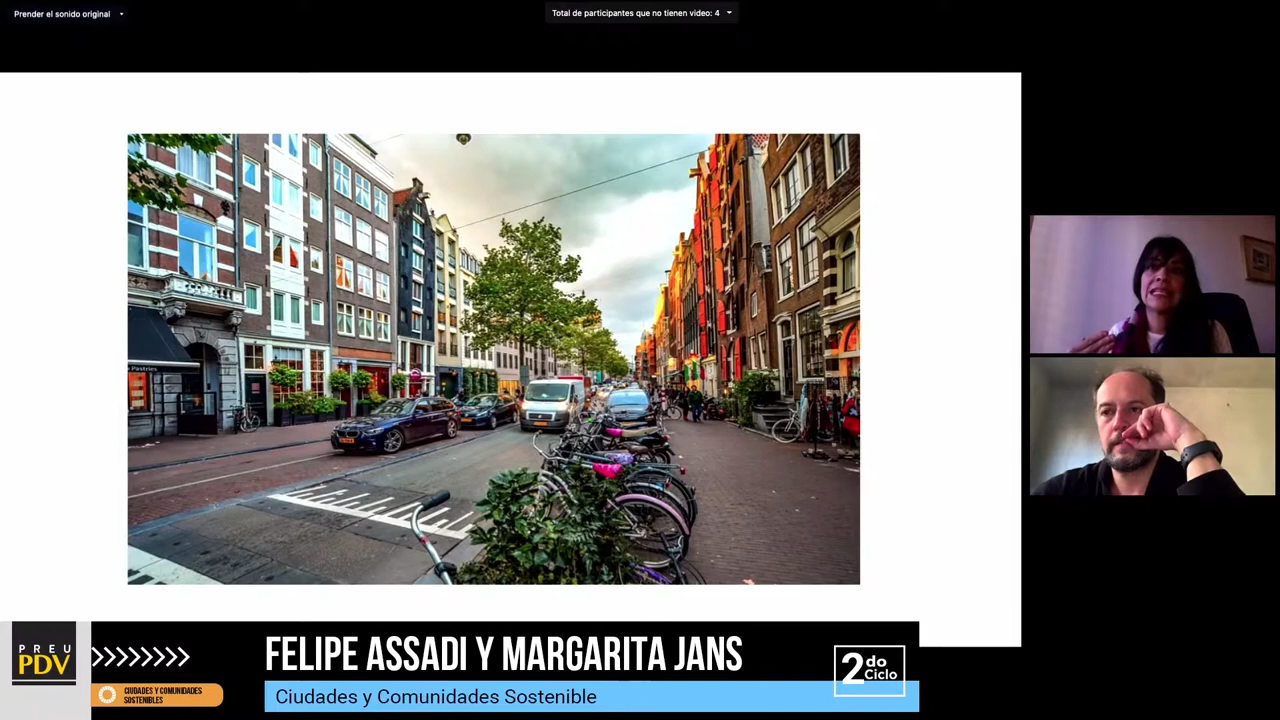 Prender el sonido original
Total de participantes que no tienen video: 4
Pastries
PREU
PDV
CIUDADES Y COMUNIDADES
SOSTENIBLES
FELIPE ASSADI Y MARGARITA JANS
Ciudades y Comunidades Sostenible
2do
Ciclo